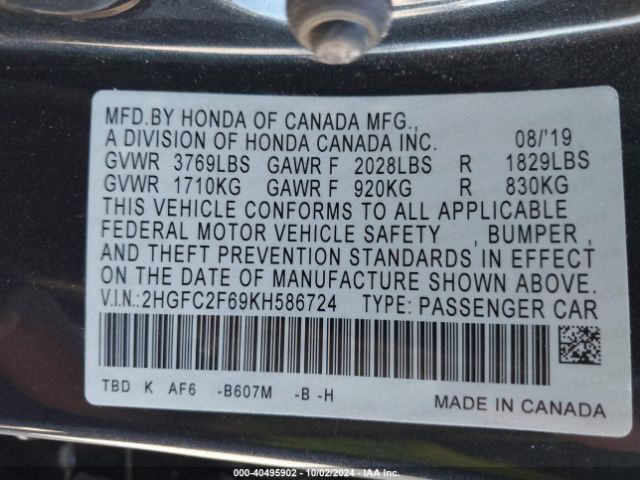 MFD.BY HONDA OF CANADA MFG.,
A DIVISION OF HONDA CANADA INC. 08/'19
GVWR 3769LBS GAWR F 2028LBS R 1829LBS
GVWR 1710KG GAWR F 920KG R 830KG
THIS VEHICLE CONFORMS TO ALL APPLICABLE
FEDERAL MOTOR VEHICLE SAFETY , BUMPER ,
AND THEFT PREVENTION STANDARDS IN EFFECT
ON THE DATE OF MANUFACTURE SHOWN ABOVE.
V.I.N.:2HGFC2F69KH586724 TYPE: PASSENGER CAR
TBD K AF6 -B607M -B -H
MADE IN CANADA
000-40495902 - 10/02/2024 - IAA Inc.